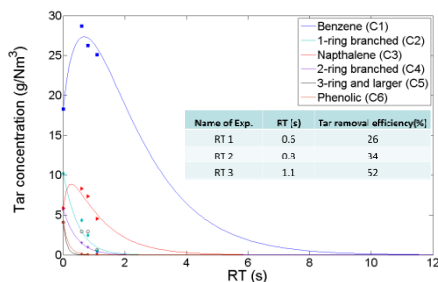 Tar concentration (g/Nm³)
30
25
20
15
10
5
0
0
2
4
6
8
10
12
RT (s)
Benzene (C1)
1-ring branched (C2)
Napthalene (C3)
2-ring branched (C4)
3-ring and larger (C5)
Phenolic (C6)
Name of Exp. RT [s] Tar removal efficiency[%]
RT 1 0.6 26
RT 2 0.8 34
RT 3 1.1 52